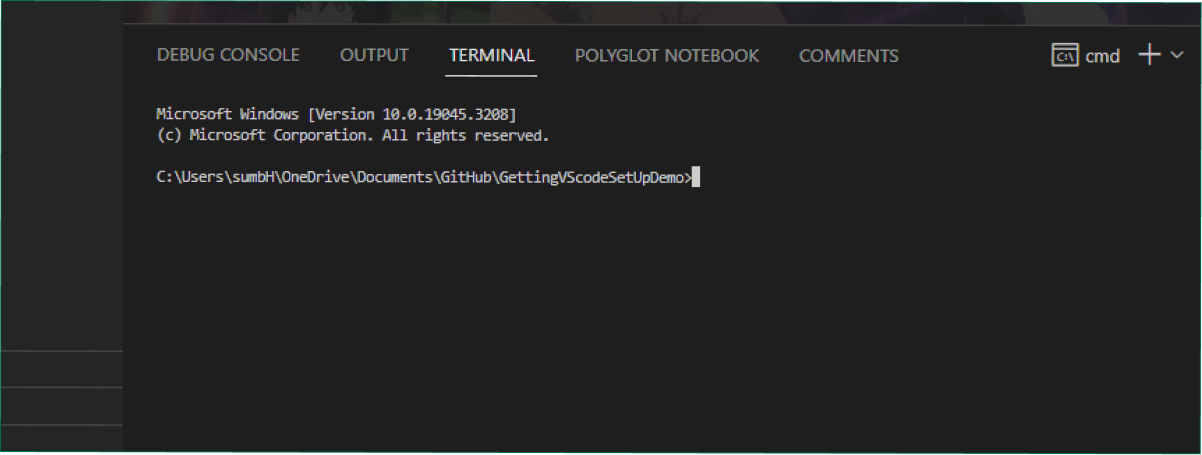 DEBUG CONSOLE OUTPUT TERMINAL POLYGLOT NOTEBOOK COMMENTS C:\ cmd
Microsoft Windows [Version 10.0.19045.3208]
(c) Microsoft Corporation. All rights reserved.
C:\Users\sumbH\OneDrive\Documents\GitHub\GettingVScodeSetUpDemo>